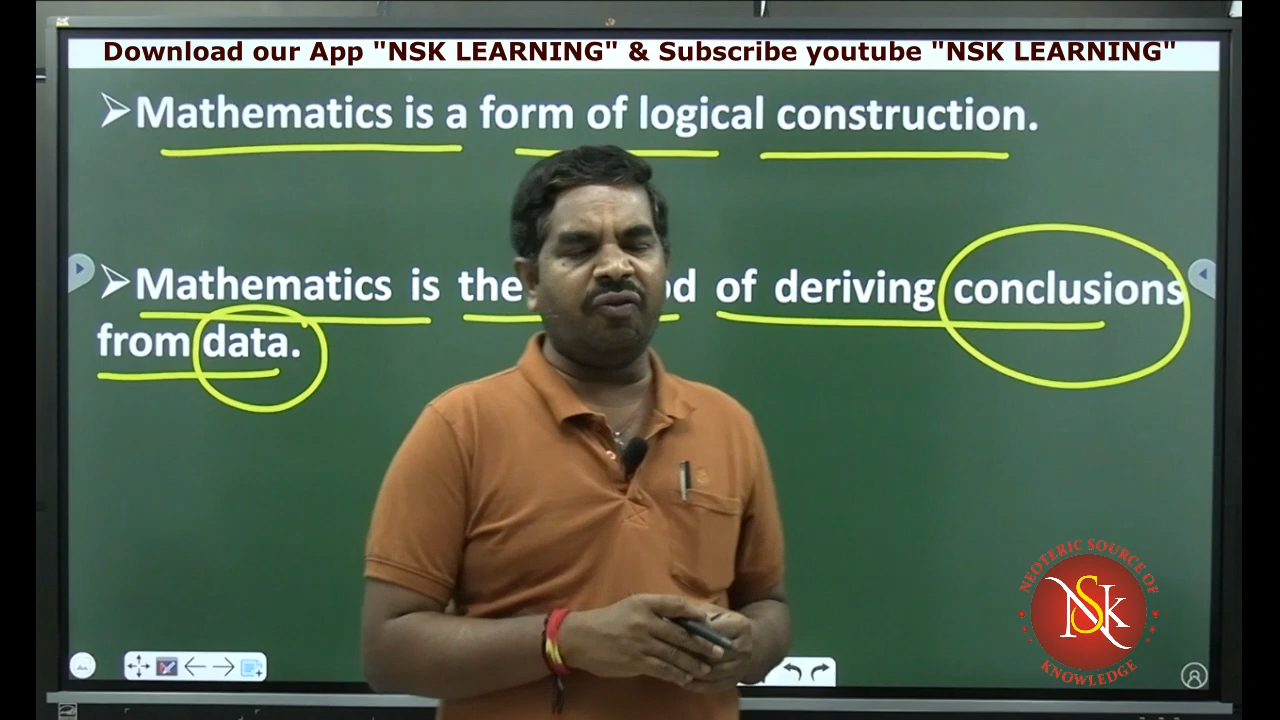 Download our App "NSK LEARNING" & Subscribe youtube "NSK LEARNING"
➢Mathematics is a form of logical construction.
➢Mathematics is the of deriving conclusions
from data.
NEOTERIC SOURCE OF
NSK
KNOWLEDGE